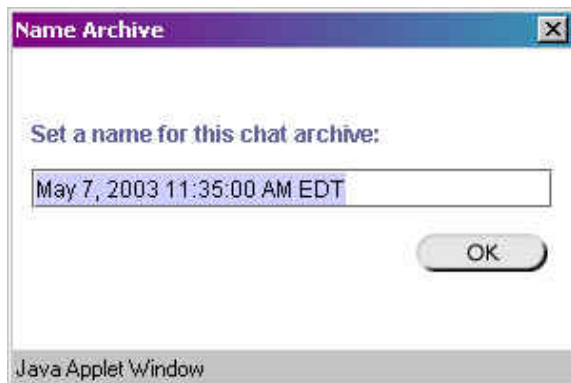 Name Archive
Set a name for this chat archive:
May 7, 2003 11:35:00 AM EDT
OK
Java Applet Window